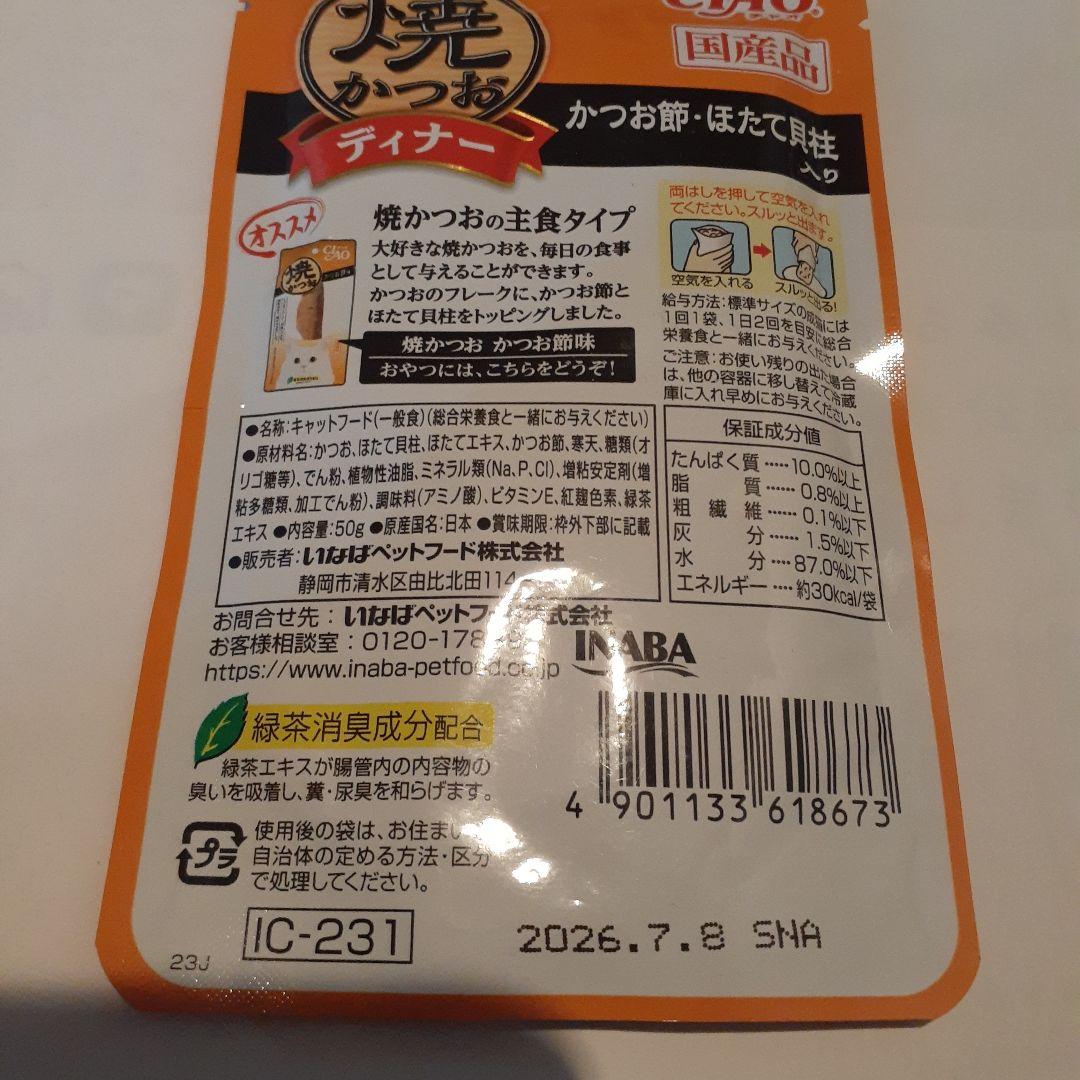 CIAO
チャオ
国産品
焼
かつお
ディナー
かつお節・ほたて貝柱
入り
オススメ
焼かつおの主食タイプ
大好きな焼かつおを、毎日の食事
として与えることができます。
かつおのフレークに、かつお節と
ほたて貝柱をトッピングしました。
CIAO
焼
かつお
焼かつお かつお節味
おやつには、こちらをどうぞ!
両はしを押して空気を入れ
てください。スルッと出ます。
空気を入れる
スルッと出る!
給与方法:標準サイズの成猫には
1回1袋、1日2回を目安に総合
栄養食と一緒にお与えください。
ご注意:お使い残りの出た場合
は、他の容器に移し替えて冷蔵
庫に入れ早めにお与えください。
●名称:キャットフード(一般食)(総合栄養食と一緒にお与えください)
●原材料名:かつお、ほたて貝柱、ほたてエキス、かつお節、寒天、糖類(オ
リゴ糖等)、でん粉、植物性油脂、ミネラル類(Na、P、Cl)、増粘安定剤(増
粘多糖類、加工でん粉)、調味料(アミノ酸)、ビタミンE、紅麹色素、緑茶
エキス ●内容量:50g ●原産国名:日本 ●賞味期限:枠外下部に記載
●販売者:いなばペットフード株式会社
静岡市清水区由比北田114
保証成分値
たんぱく質‥‥10.0%以上
脂　　質‥‥0.8%以上
粗 繊 維‥‥0.1%以下
灰　　分‥‥1.5%以下
水　　分‥‥87.0%以下
エネルギー‥‥約30kcal/袋
お問合せ先:いなばペットフード株式会社
お客様相談室:0120-178
https://www.inaba-petfood.co.jp
INABA
緑茶消臭成分配合
緑茶エキスが腸管内の内容物の
臭いを吸着し、糞・尿臭を和らげます。
プラ
使用後の袋は、お住まいの
自治体の定める方法・区分
で処理してください。
4 901133 618673
IC-231
2026.7.8 SNA
23J